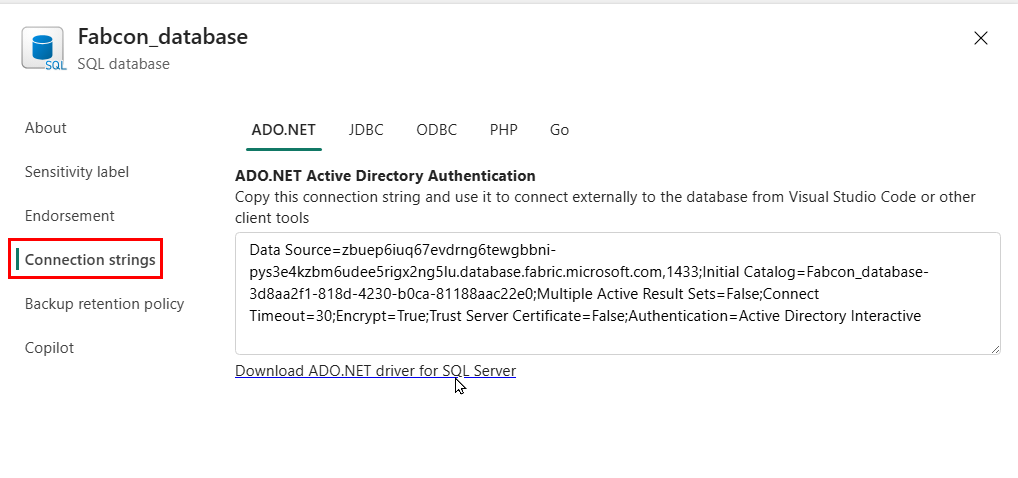 Fabcon_database
SQL
SQL database
About
Sensitivity label
Endorsement
Connection strings
Backup retention policy
Copilot
ADO.NET JDBC ODBC PHP Go
ADO.NET Active Directory Authentication
Copy this connection string and use it to connect externally to the database from Visual Studio Code or other
client tools
Data Source=zbuep6iuq67evdrng6tewgbbni-
pys3e4kzbm6udee5rigx2ng5lu.database.fabric.microsoft.com,1433;Initial Catalog=Fabcon_database-
3d8aa2f1-818d-4230-b0ca-81188aac22e0;Multiple Active Result Sets=False;Connect
Timeout=30;Encrypt=True;Trust Server Certificate=False;Authentication=Active Directory Interactive
Download ADO.NET driver for SQL Server